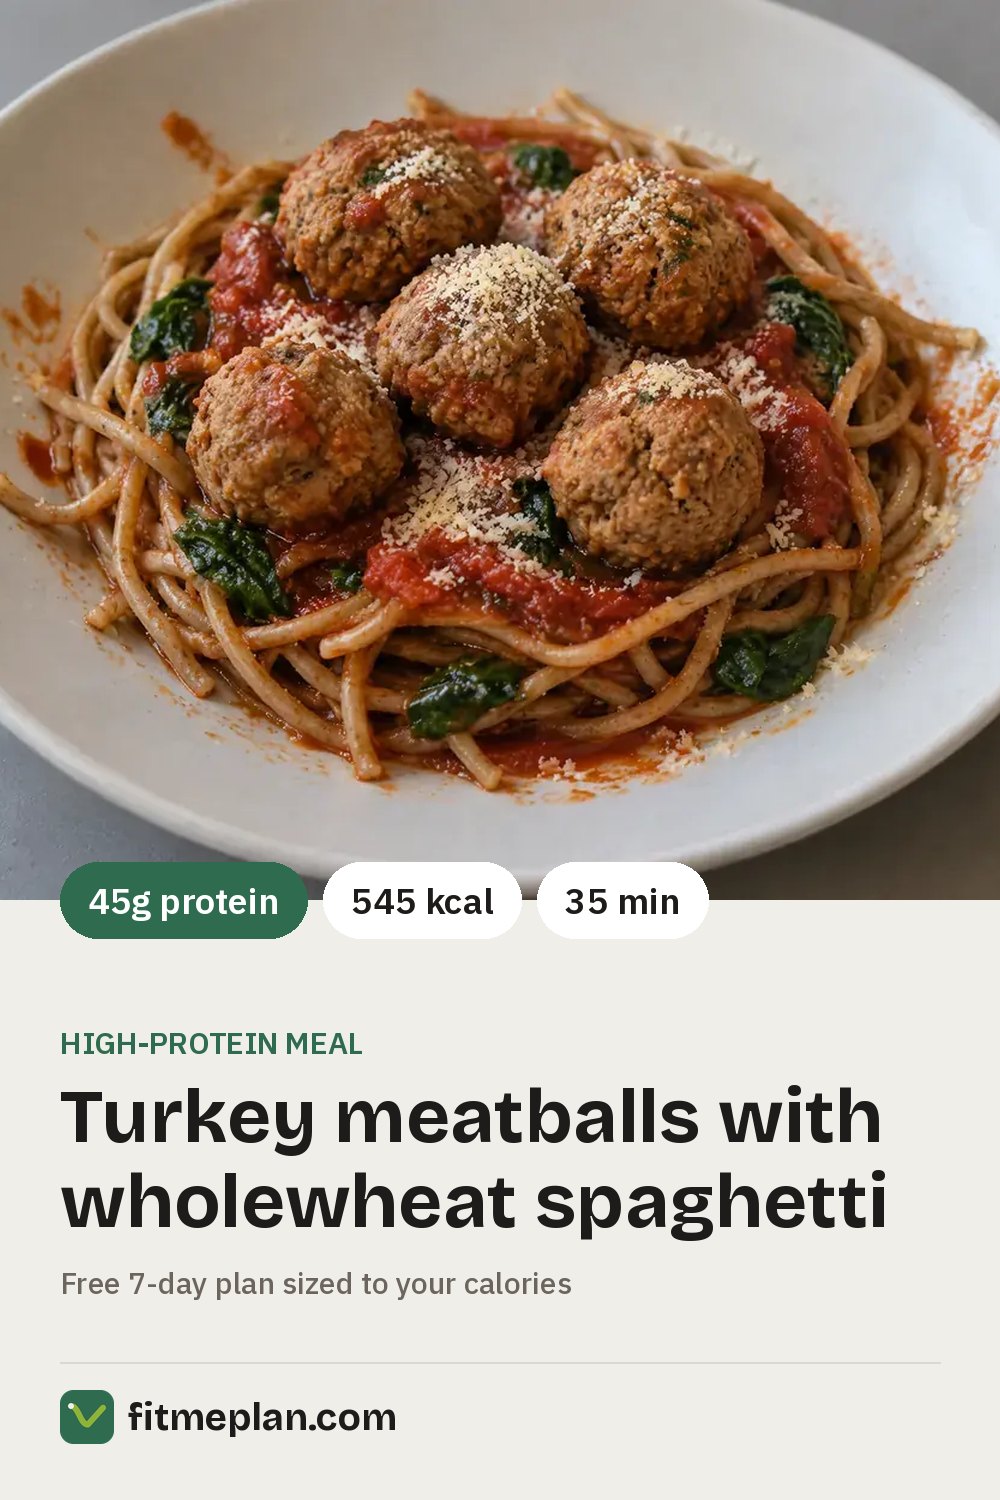 45g protein
545 kcal
35 min
HIGH-PROTEIN MEAL
Turkey meatballs with
wholewheat spaghetti
Free 7-day plan sized to your calories
fitmeplan.com